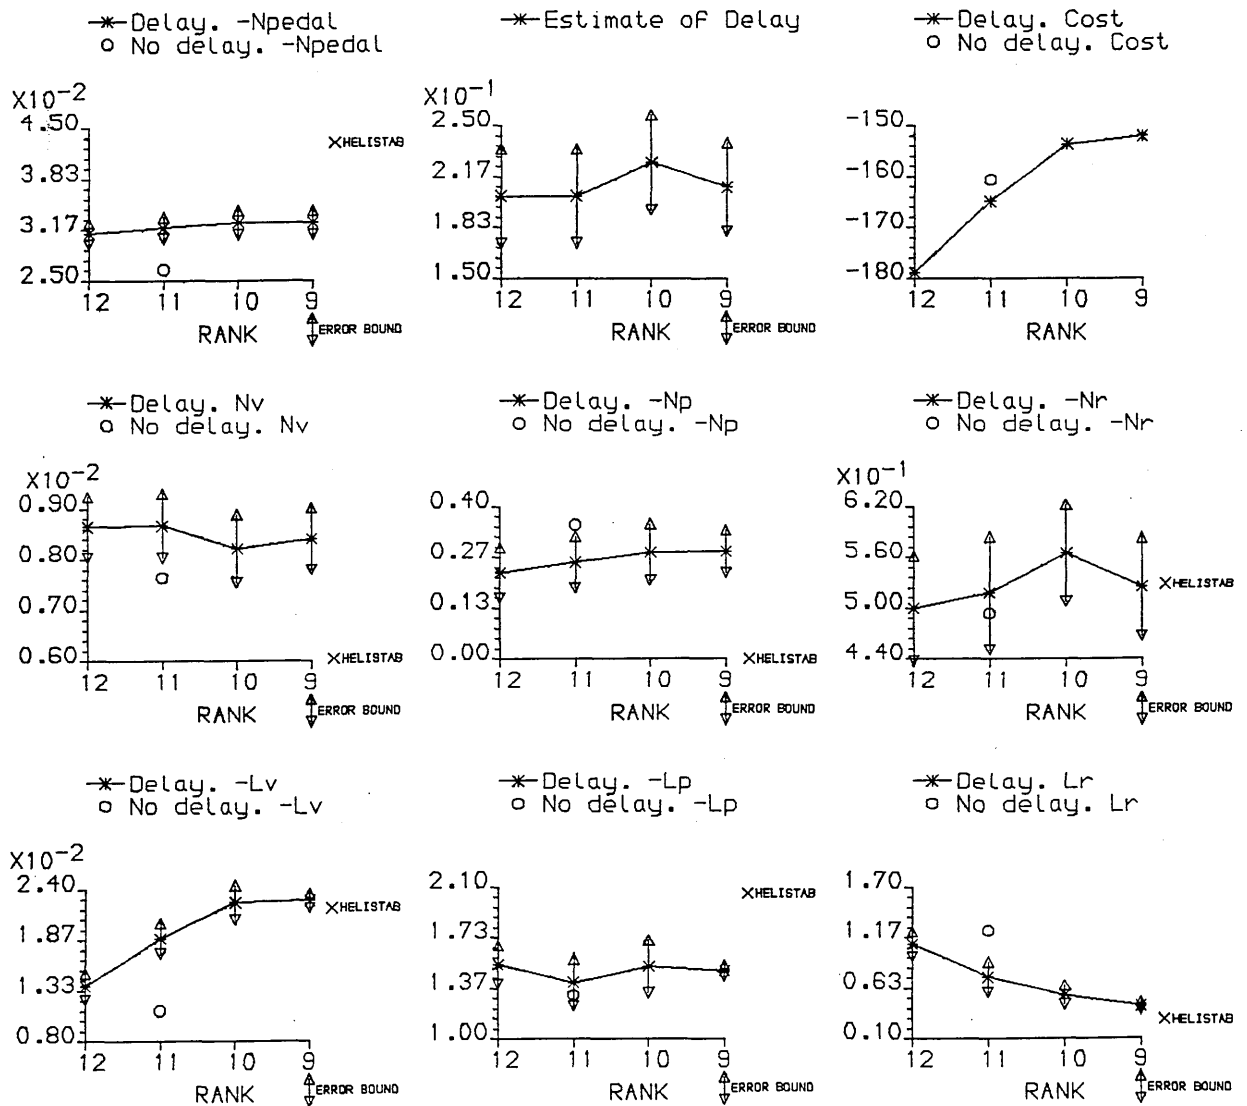 Delay. -Npedal
No delay. -Npedal
X10-2
4.50
3.83
3.17
2.50
12 11 10 9
RANK
HELISTAB
ERROR BOUND
Estimate of Delay
X10-1
2.50
2.17
1.83
1.50
12 11 10 9
RANK
ERROR BOUND
Delay. Cost
No delay. Cost
-150
-160
-170
-180
12 11 10 9
RANK
Delay. Nv
No delay. Nv
X10-2
0.90
0.80
0.70
0.60
12 11 10 9
RANK
HELISTAB
ERROR BOUND
Delay. -Np
No delay. -Np
0.40
0.27
0.13
0.00
12 11 10 9
RANK
HELISTAB
ERROR BOUND
Delay. -Nr
No delay. -Nr
X10-1
6.20
5.60
5.00
4.40
12 11 10 9
RANK
HELISTAB
ERROR BOUND
Delay. -Lv
No delay. -Lv
X10-2
2.40
1.87
1.33
0.80
12 11 10 9
RANK
HELISTAB
ERROR BOUND
Delay. -Lp
No delay. -Lp
2.10
1.73
1.37
1.00
12 11 10 9
RANK
HELISTAB
ERROR BOUND
Delay. Lr
No delay. Lr
1.70
1.17
0.63
0.10
12 11 10 9
RANK
HELISTAB
ERROR BOUND